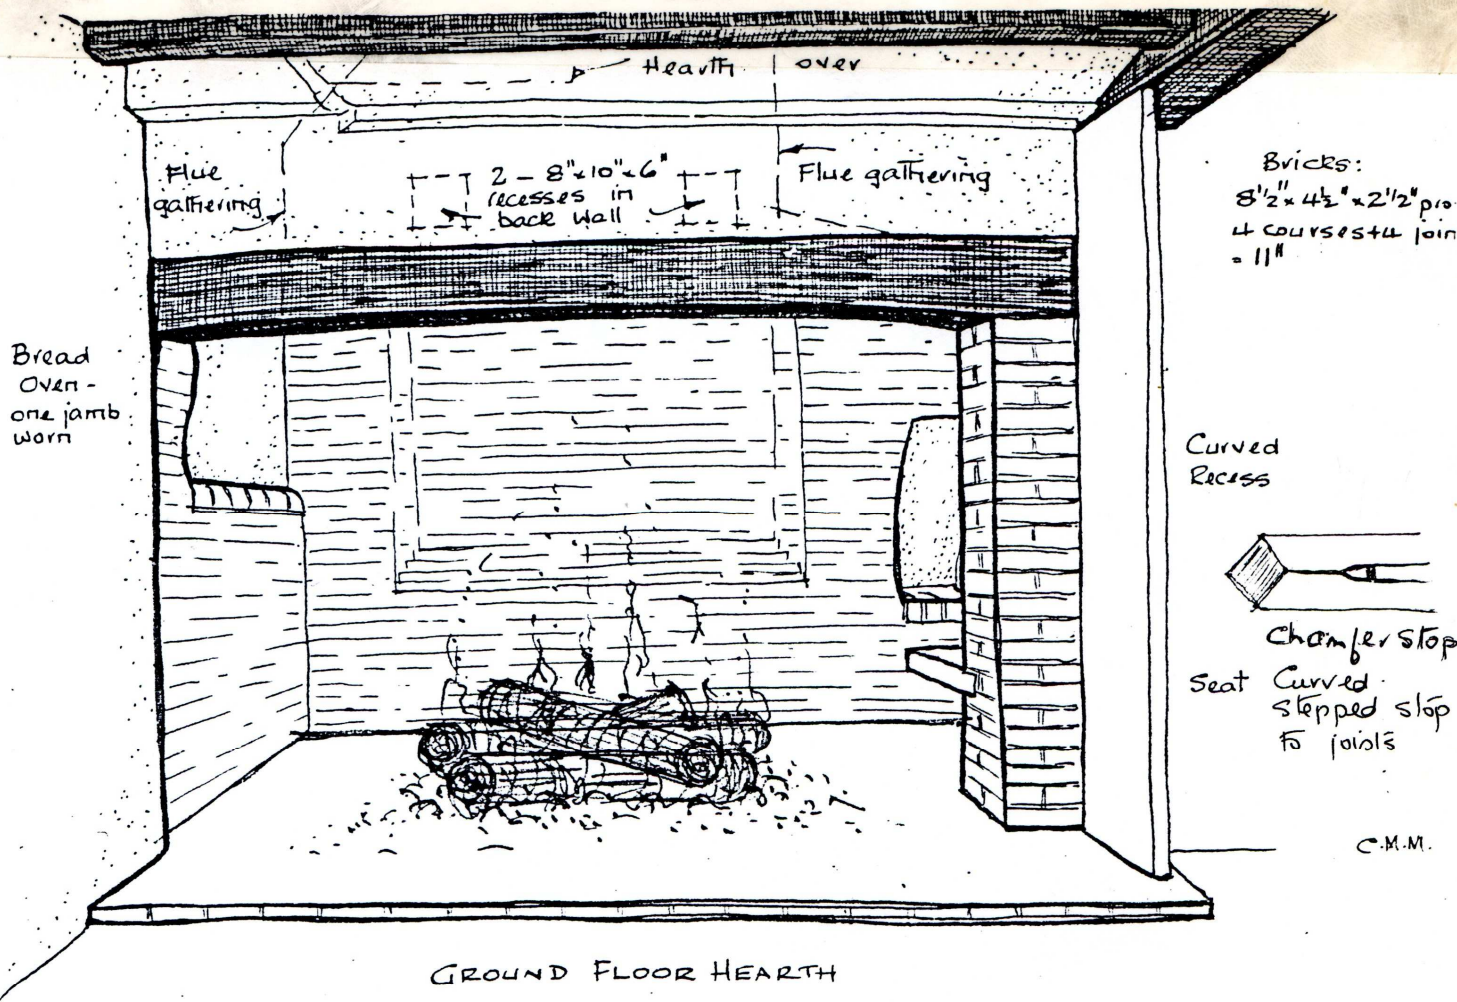 Hearth over
Flue
gathering
2 - 8"x10"x6"
recesses in
back wall
Flue gathering
Bricks:
8½"x 4½"x2½" pro
4 courses+4 join
= 11"
Bread
Oven -
one jamb
worn
Curved
Recess
Chamfer stop
Seat
Curved
stepped stop
to joists
C.M.M.
GROUND FLOOR HEARTH